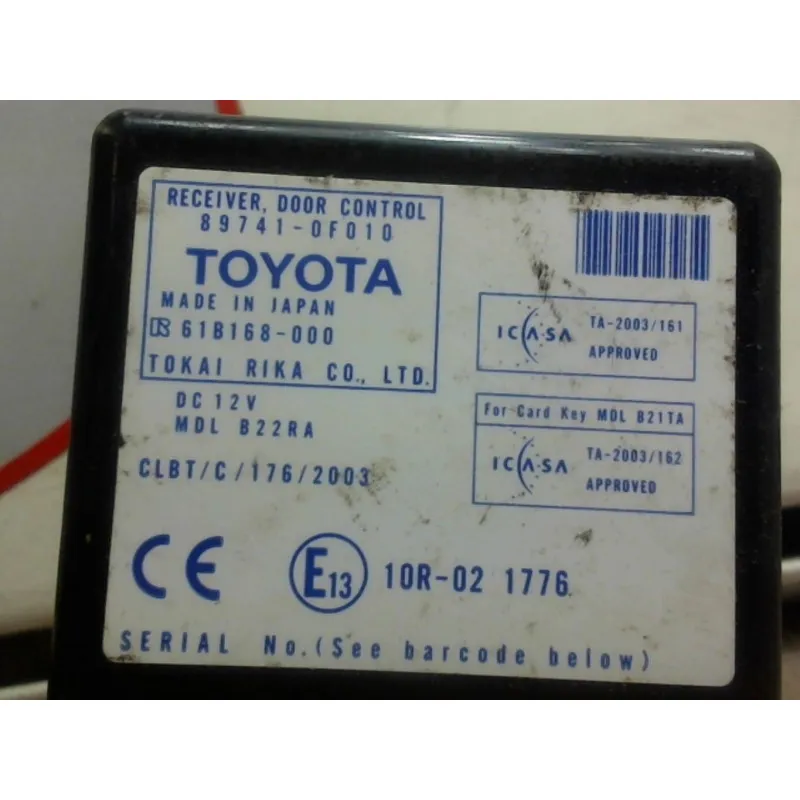 RECEIVER, DOOR CONTROL
89741-0F010
TOYOTA
MADE IN JAPAN
61B168-000
TOKAI RIKA CO., LTD.
DC 12V
MDL B22RA
CLBT/C/176/2003
ICASA
TA-2003/161
APPROVED
For Card Key MDL B21TA
ICASA
TA-2003/162
APPROVED
CE
E13
10R-02 1776
SERIAL No. (See barcode below)